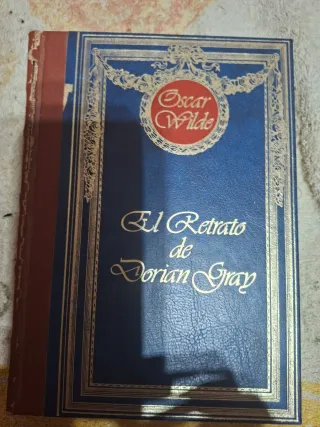 Oscar
Wilde
El Retrato
de
Dorian Gray